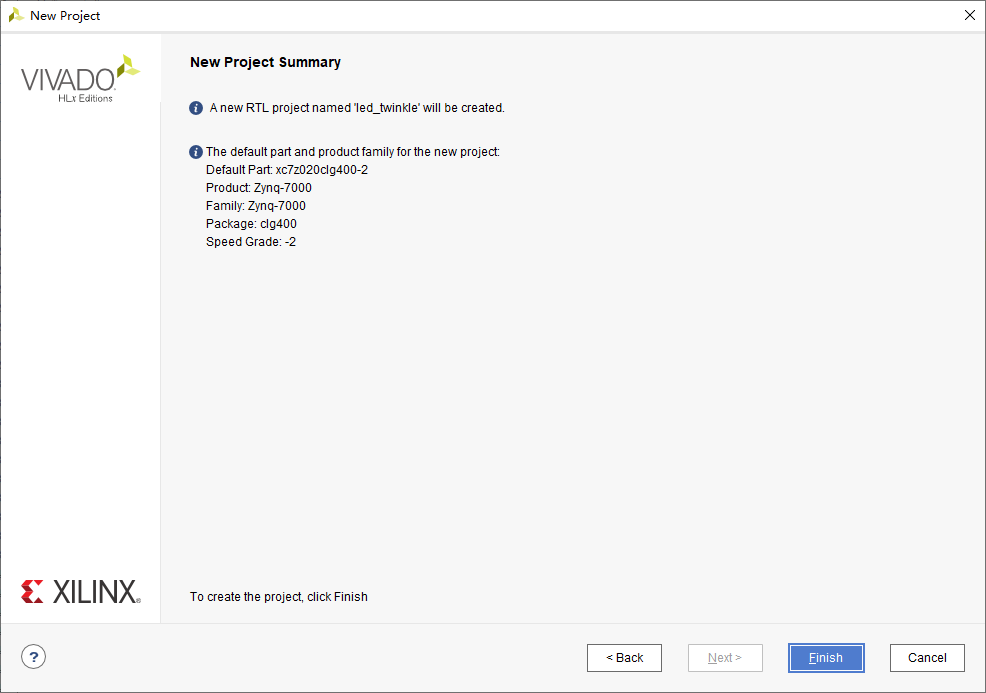 New Project
VIVADO.
HLx Editions
New Project Summary
A new RTL project named 'led_twinkle' will be created.
The default part and product family for the new project:
Default Part: xc7z020clg400-2
Product: Zynq-7000
Family: Zynq-7000
Package: clg400
Speed Grade: -2
XILINX®
To create the project, click Finish
?
< Back
Next >
Finish
Cancel